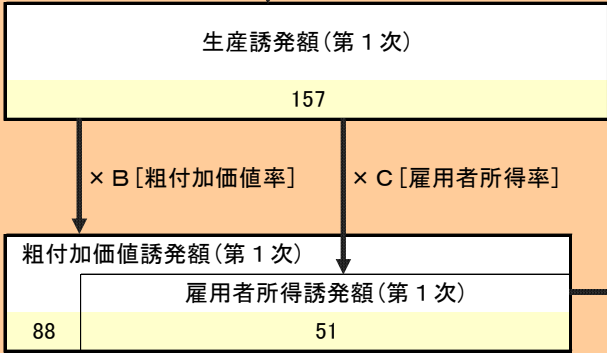 生産誘発額(第１次)
157
×Ｂ[粗付加価値率]
×Ｃ[雇用者所得率]
粗付加価値誘発額(第１次)
雇用者所得誘発額(第１次)
88
51